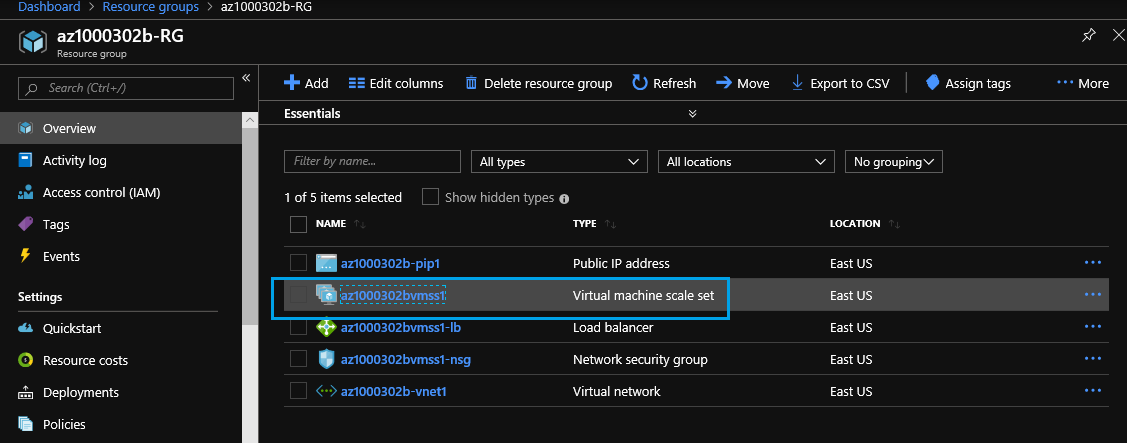 Dashboard > Resource groups > az1000302b-RG
az1000302b-RG
Resource group
Search (Ctrl+/)
Overview
Activity log
Access control (IAM)
Tags
Events
Settings
Quickstart
Resource costs
Deployments
Policies
Add Edit columns Delete resource group Refresh Move Export to CSV Assign tags ... More
Essentials
Filter by name... All types All locations No grouping
1 of 5 items selected Show hidden types
NAME TYPE LOCATION
az1000302b-pip1 Public IP address East US ...
az1000302bvmss1 Virtual machine scale set East US ...
az1000302bvmss1-lb Load balancer East US ...
az1000302bvmss1-nsg Network security group East US ...
az1000302b-vnet1 Virtual network East US ...